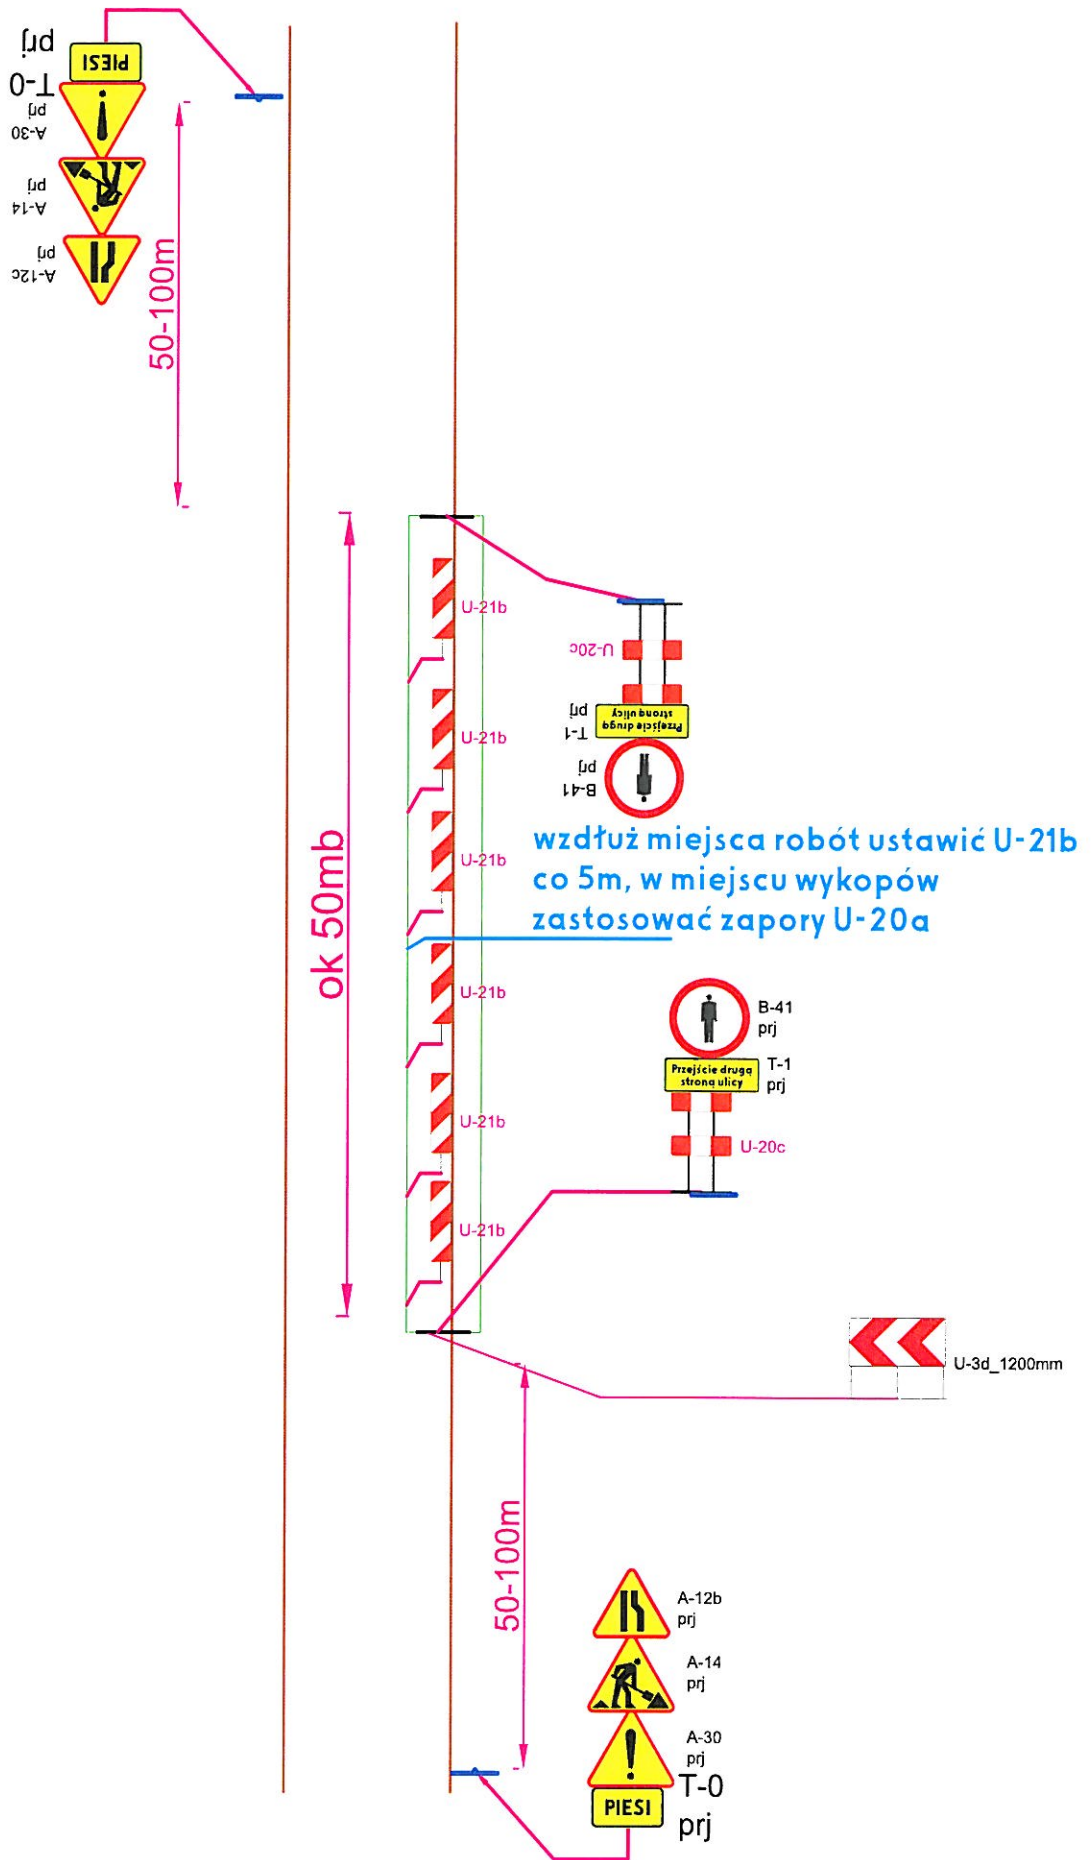 prj
PIESI
T-0
A-30
prj
A-14
prj
A-12c
prj
50-100m
ok 50mb
U-21b
U-21b
U-21b
U-21b
U-21b
U-21b
U-20c
T-1
prj
Przejście drugą
stroną ulicy
B-41
prj
wzdłuż miejsca robót ustawić U-21b
co 5m, w miejscu wykopów
zastosować zapory U-20a
B-41
prj
Przejście drugą
stroną ulicy
T-1
prj
U-20c
U-3d_1200mm
50-100m
A-12b
prj
A-14
prj
A-30
prj
T-0
PIESI
prj